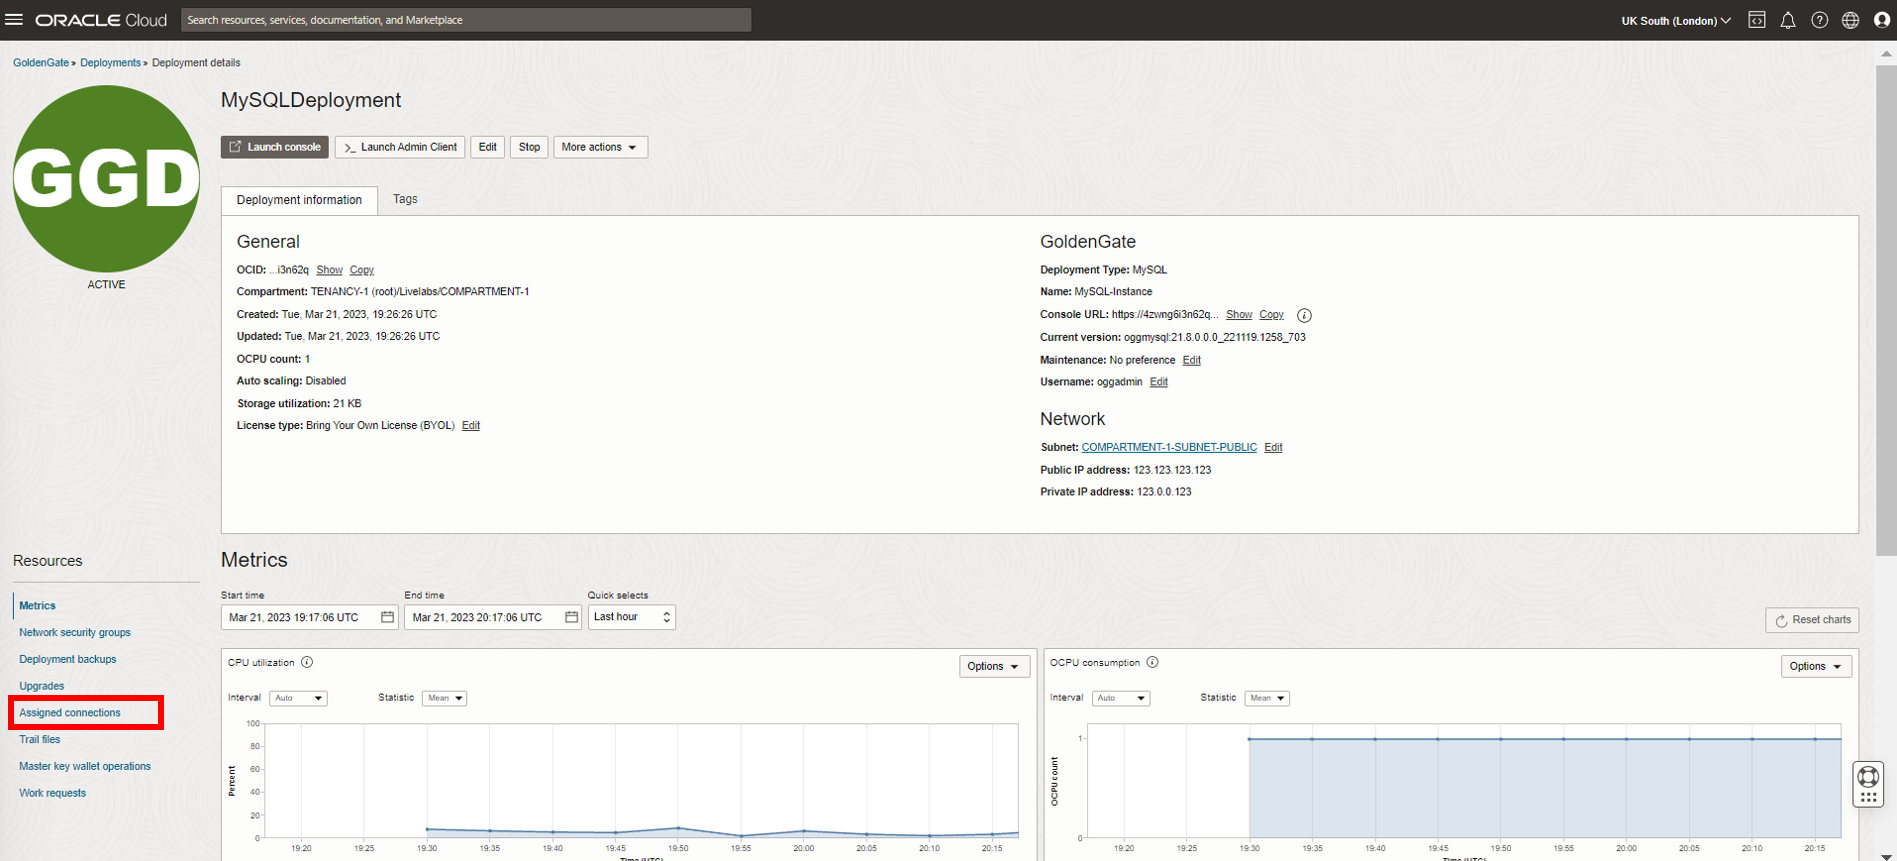 ORACLE Cloud
Search resources, services, documentation, and Marketplace
UK South (London)
GoldenGate » Deployments » Deployment details
GGD
ACTIVE
MySQLDeployment
Launch console
>_ Launch Admin Client
Edit
Stop
More actions
Deployment information
Tags
General
OCID: ...i3n62q Show Copy
Compartment: TENANCY-1 (root)/Livelabs/COMPARTMENT-1
Created: Tue, Mar 21, 2023, 19:26:26 UTC
Updated: Tue, Mar 21, 2023, 19:26:26 UTC
OCPU count: 1
Auto scaling: Disabled
Storage utilization: 21 KB
License type: Bring Your Own License (BYOL) Edit
GoldenGate
Deployment Type: MySQL
Name: MySQL-Instance
Console URL: https://4zwng6i3n62q... Show Copy
Current version: oggmysql:21.8.0.0.0_221119.1258_703
Maintenance: No preference Edit
Username: oggadmin Edit
Network
Subnet: COMPARTMENT-1-SUBNET-PUBLIC Edit
Public IP address: 123.123.123.123
Private IP address: 123.0.0.123
Resources
Metrics
Network security groups
Deployment backups
Upgrades
Assigned connections
Trail files
Master key wallet operations
Work requests
Metrics
Start time
Mar 21, 2023 19:17:06 UTC
End time
Mar 21, 2023 20:17:06 UTC
Quick selects
Last hour
Reset charts
CPU utilization
Options
Interval Auto Statistic Mean
Percent
100
80
60
40
20
0
19:20 19:25 19:30 19:35 19:40 19:45 19:50 19:55 20:00 20:05 20:10 20:15
Time (UTC)
OCPU consumption
Options
Interval Auto Statistic Mean
OCPU count
1
0
19:20 19:25 19:30 19:35 19:40 19:45 19:50 19:55 20:00 20:05 20:10 20:15
Time (UTC)